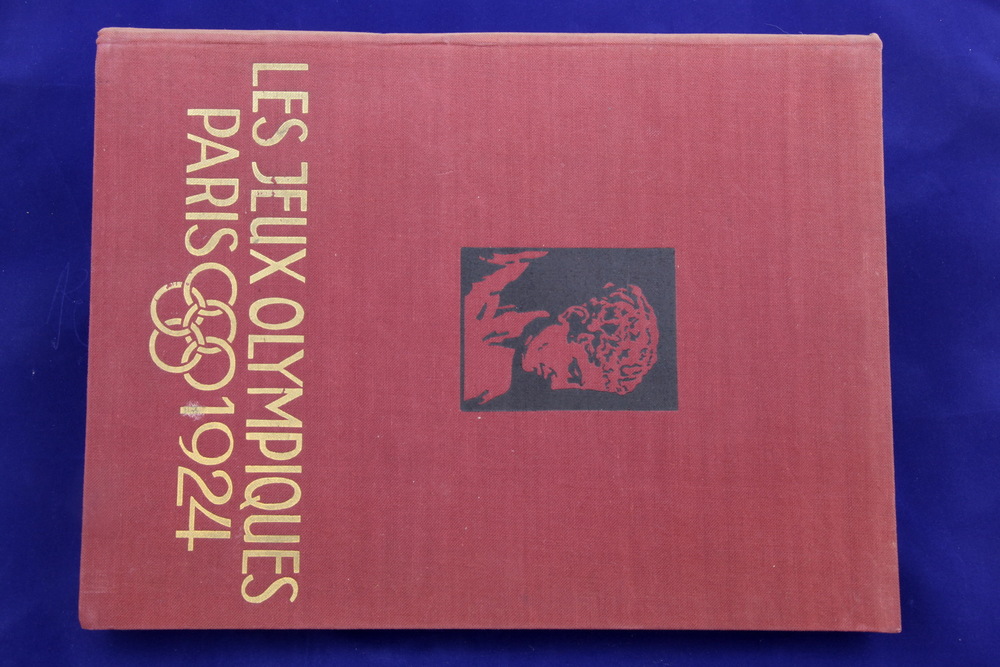 LES JEUX OLYMPIQUES
PARIS 1924